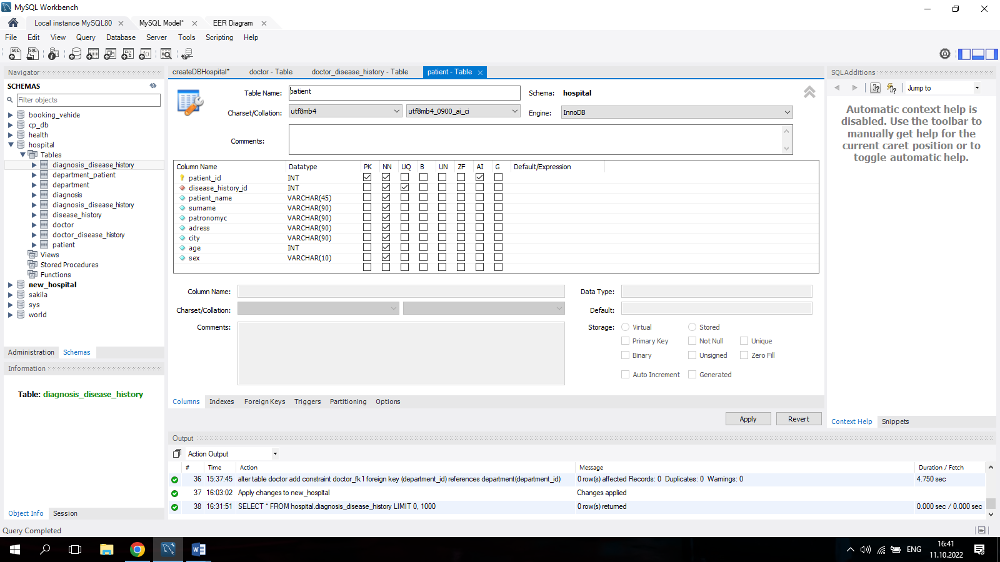 MySQL Workbench
Local instance MySQL80
MySQL Model*
EER Diagram
File Edit View Query Database Server Tools Scripting Help
Navigator
SCHEMAS
Filter objects
booking_vehide
cp_db
health
hospital
Tables
diagnosis_disease_history
department_patient
department
diagnosis
diagnosis_disease_history
disease_history
doctor
doctor_disease_history
patient
Views
Stored Procedures
Functions
new_hospital
sakila
sys
world
Administration Schemas
Information
Table: diagnosis_disease_history
Object Info Session
Query Completed
createDBHospital* doctor - Table doctor_disease_history - Table patient - Table
Table Name: patient Schema: hospital
Charset/Collation: utf8mb4 utf8mb4_0900_ai_ci Engine: InnoDB
Comments:
Column Name Datatype PK NN UQ B UN ZF AI G Default/Expression
patient_id INT
disease_history_id INT
patient_name VARCHAR(45)
surname VARCHAR(90)
patronomyc VARCHAR(90)
adress VARCHAR(90)
city VARCHAR(90)
age INT
sex VARCHAR(10)
Column Name: Data Type:
Charset/Collation: Default:
Comments: Storage: Virtual Stored
Primary Key Not Null Unique
Binary Unsigned Zero Fill
Auto Increment Generated
Columns Indexes Foreign Keys Triggers Partitioning Options
Apply Revert
Output
Action Output
# Time Action Message Duration / Fetch
36 15:37:45 alter table doctor add constraint doctor_fk1 foreign key (department_id) references department(department_id) 0 row(s) affected Records: 0 Duplicates: 0 Warnings: 0 4.750 sec
37 16:03:02 Apply changes to new_hospital Changes applied
38 16:31:51 SELECT * FROM hospital.diagnosis_disease_history LIMIT 0, 1000 0 row(s) returned 0.000 sec / 0.000 sec
SQLAdditions
Jump to
Automatic context help is
disabled. Use the toolbar to
manually get help for the
current caret position or to
toggle automatic help.
Context Help Snippets
ENG
16:41
11.10.2022